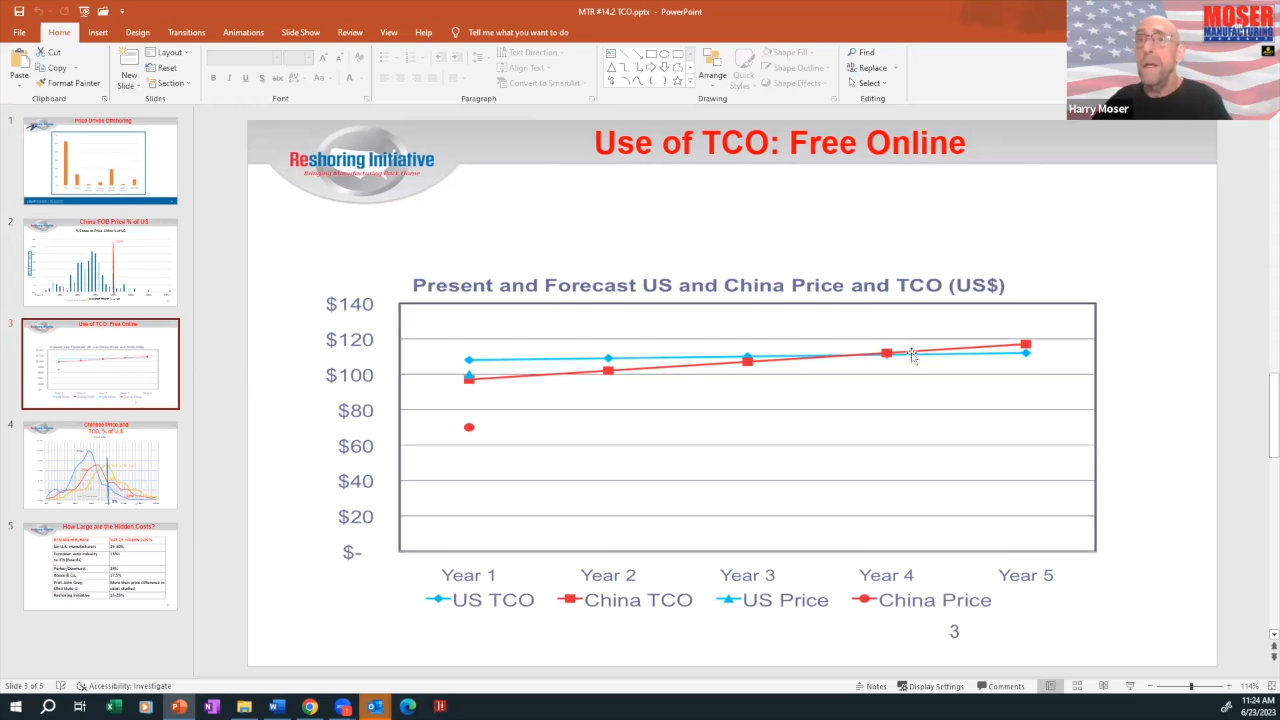 MTR #14.2 TCO.pptx - PowerPoint
File Home Insert Design Transitions Animations Slide Show Review View Help Tell me what you want to do
Paste
Cut
Copy
Format Painter
Clipboard
New
Slide
Layout
Reset
Section
Slides
Font
Text Direction
Align Text
Convert to SmartArt
Paragraph
Arrange
Quick
Styles
Shape Fill
Shape Outline
Shape Effects
Drawing
Find
Replace
Select
Editing
MOSER
ON
MANUFACTURING
Harry Moser
1
Price Driven Offshoring
2
China FOB Price % of US
3
Use of TCO: Free Online
4
Chinese Price and
TCO, % of U.S.
5
How Large are the Hidden Costs?
Reshoring Initiative
Bringing Manufacturing Back Home
Use of TCO: Free Online
Present and Forecast US and China Price and TCO (US$)
$140
$120
$100
$80
$60
$40
$20
$-
Year Year 2 Year Year 4 Year 5
US TCO China TCO US Price China Price
3
Slide 3 of 5 Accessibility: Investigate Notes Display Settings Comments 114%
11:24 AM
6/23/2023